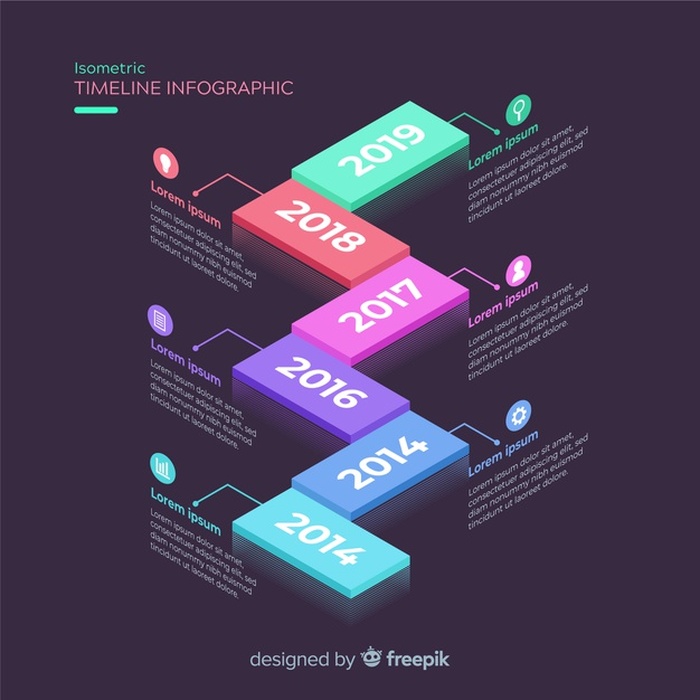 Isometric
TIMELINE INFOGRAPHIC
2019
Lorem ipsum
Lorem ipsum dolor sit amet,
consectetuer adipiscing elit, sed
diam nonummy nibh euismod
tincidunt ut laoreet dolore.
2018
Lorem ipsum
Lorem ipsum dolor sit amet,
consectetuer adipiscing elit, sed
diam nonummy nibh euismod
tincidunt ut laoreet dolore.
2017
Lorem ipsum
Lorem ipsum dolor sit amet,
consectetuer adipiscing elit, sed
diam nonummy nibh euismod
tincidunt ut laoreet dolore.
2016
Lorem ipsum
Lorem ipsum dolor sit amet,
consectetuer adipiscing elit, sed
diam nonummy nibh euismod
tincidunt ut laoreet dolore.
2014
Lorem ipsum
Lorem ipsum dolor sit amet,
consectetuer adipiscing elit, sed
diam nonummy nibh euismod
tincidunt ut laoreet dolore.
2014
Lorem ipsum
Lorem ipsum dolor sit amet,
consectetuer adipiscing elit, sed
diam nonummy nibh euismod
tincidunt ut laoreet dolore.
designed by freepik